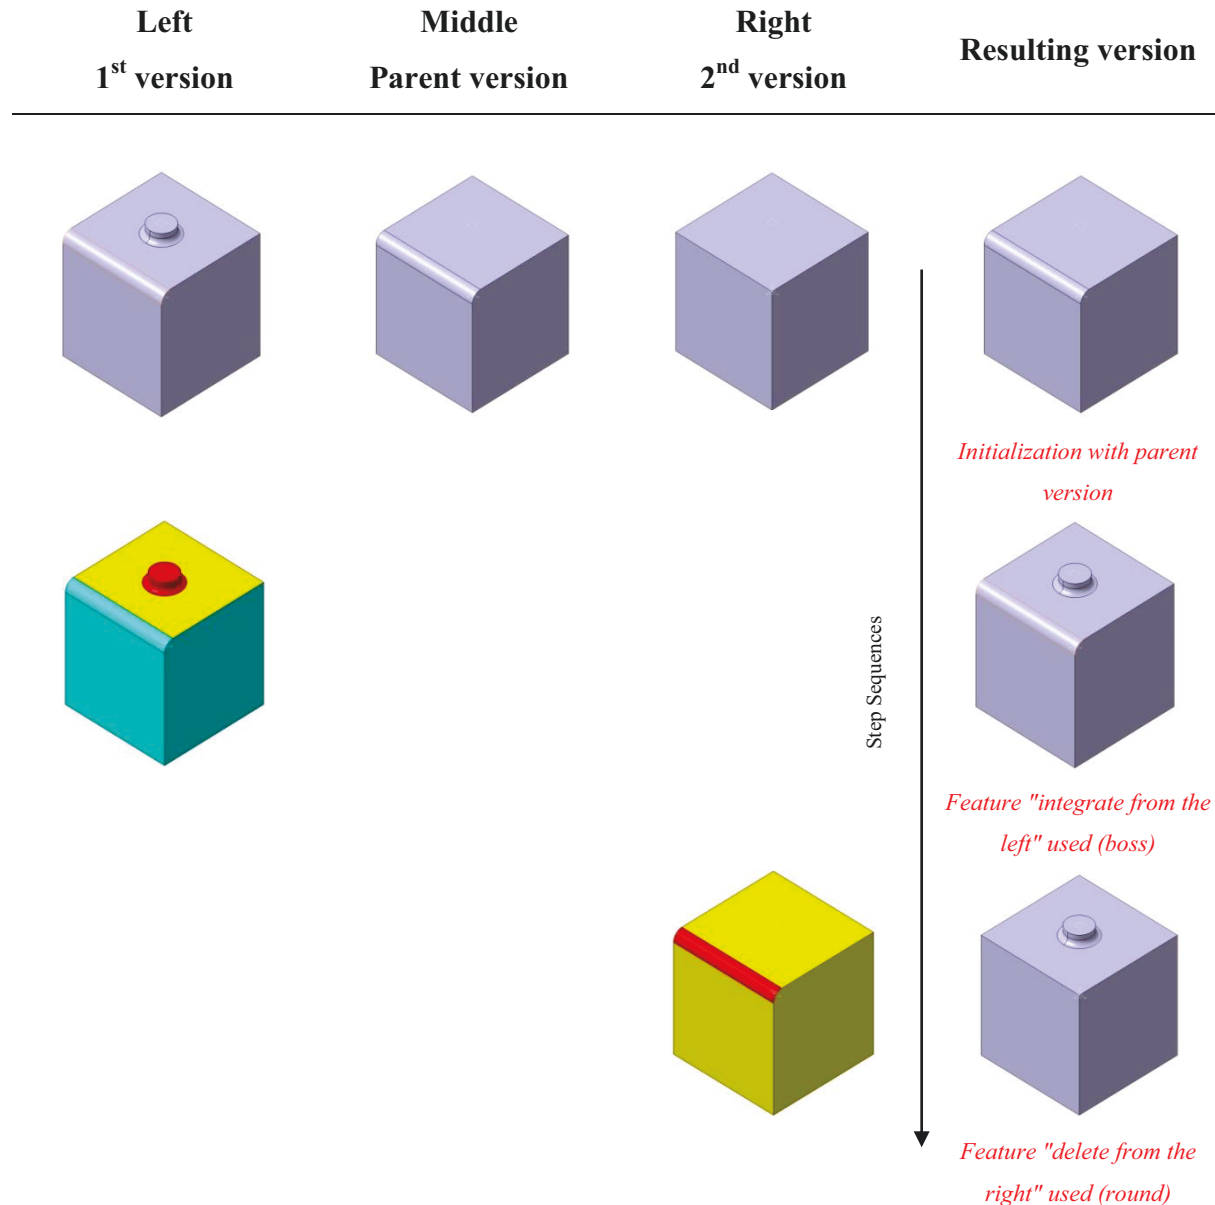 Left
1st version
Middle
Parent version
Right
2nd version
Resulting version
Initialization with parent
version
Step Sequences
Feature "integrate from the
left" used (boss)
Feature "delete from the
right" used (round)